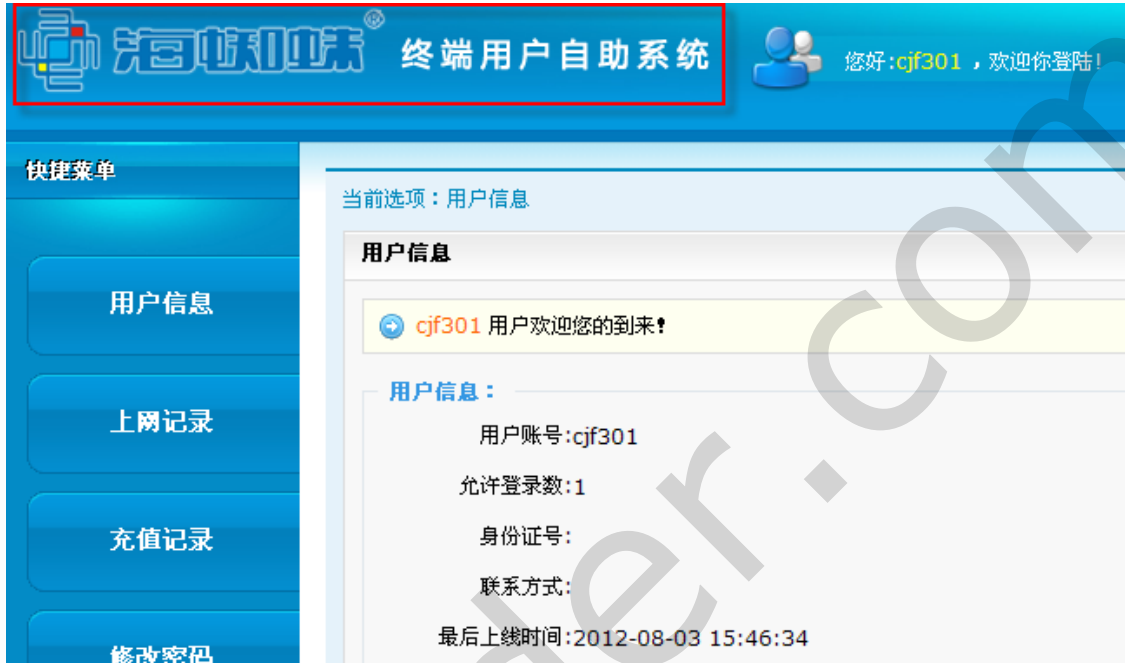 海蜘蛛® 终端用户自助系统
您好:cjf301 ，欢迎你登陆!
快捷菜单
当前选项：用户信息
用户信息
用户信息
cjf301 用户欢迎您的到来!
用户信息：
用户账号:cjf301
上网记录
允许登录数:1
充值记录
身份证号:
联系方式:
最后上线时间:2012-08-03 15:46:34
修改密码
der.com